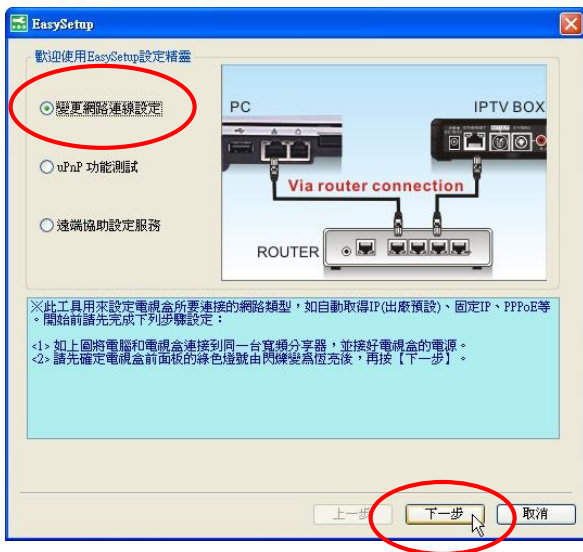 EasySetup
歡迎使用EasySetup設定精靈
變更網路連線設定
uPnP 功能測試
遠端協助設定服務
PC
IPTV BOX
Via router connection
ROUTER
※此工具用來設定電視盒所要連接的網路類型，如自動取得IP(出廠預設)、固定IP、PPPoE等
。開始前請先完成下列步驟設定：
<1> 如上圖將電腦和電視盒連接到同一台寬頻分享器，並接好電視盒的電源。
<2> 請先確定電視盒前面板的綠色燈號由閃爍變為恆亮後，再按【下一步】。
上一步
下一步
取消